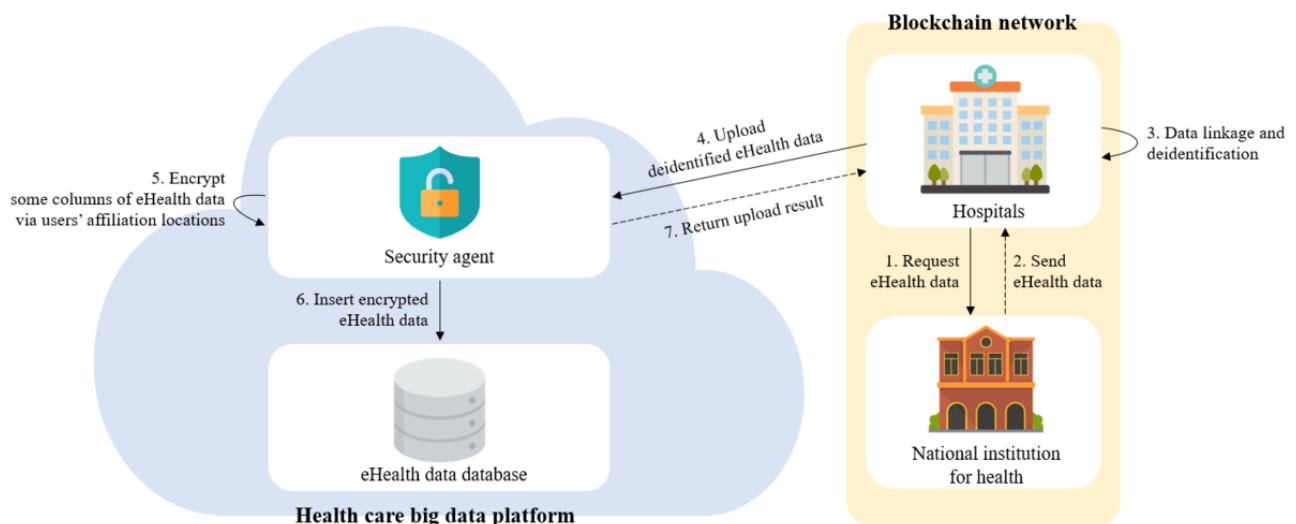 Blockchain network
4. Upload
deidentified eHealth data
3. Data linkage and
deidentification
5. Encrypt
some columns of eHealth data
via users' affiliation locations
7. Return upload result
Hospitals
Security agent
1. Request
eHealth data
2. Send
eHealth data
6. Insert encrypted
eHealth data
National institution
for health
eHealth data database
Health care big data platform